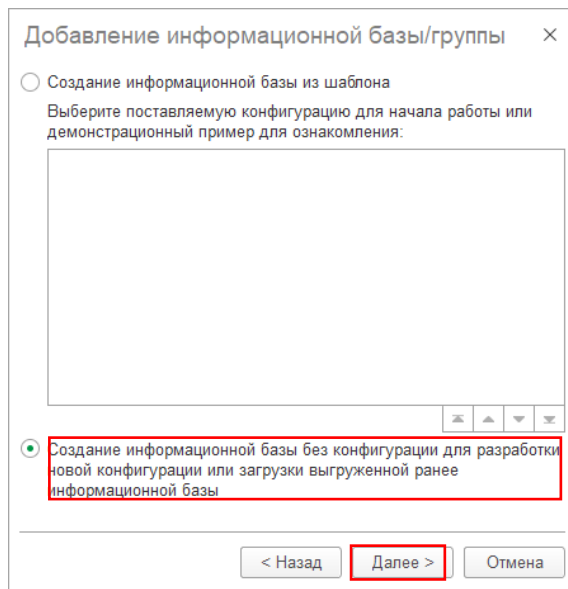 Добавление информационной базы/группы
Создание информационной базы из шаблона
Выберите поставляемую конфигурацию для начала работы или
демонстрационный пример для ознакомления:
Создание информационной базы без конфигурации для разработки
новой конфигурации или загрузки выгруженной ранее
информационной базы
< Назад
Далее >
Отмена